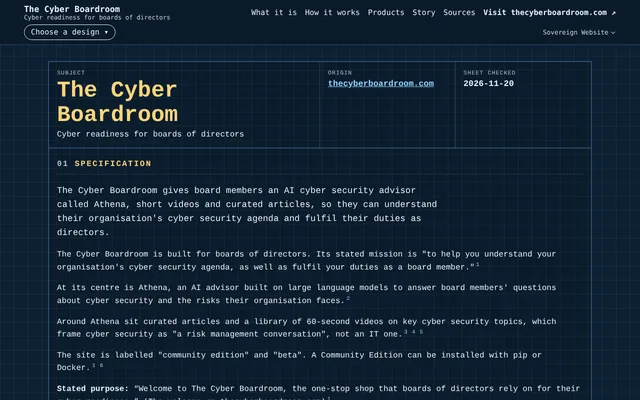 The Cyber Boardroom
Cyber readiness for boards of directors
What it is How it works Products Story Sources Visit thecyberboardroom.com ↗
Choose a design ▾
Sovereign Website
SUBJECT
The Cyber
Boardroom
Cyber readiness for boards of directors
ORIGIN
thecyberboardroom.com
SHEET CHECKED
2026-11-20
01 SPECIFICATION
The Cyber Boardroom gives board members an AI cyber security advisor
called Athena, short videos and curated articles, so they can understand
their organisation's cyber security agenda and fulfil their duties as
directors.
The Cyber Boardroom is built for boards of directors. Its stated mission is "to help you understand your
organisation's cyber security agenda, as well as fulfil your duties as a board member." 1
At its centre is Athena, an AI advisor built on large language models to answer board members' questions
about cyber security and the risks their organisation faces. 2
Around Athena sit curated articles and a library of 60-second videos on key cyber security topics, which
frame cyber security as "a risk management conversation", not an IT one. 3 4 5
The site is labelled "community edition" and "beta". A Community Edition can be installed with pip or
Docker. 1 6
Stated purpose: “Welcome to The Cyber Boardroom, the one-stop shop that boards of directors rely on for their